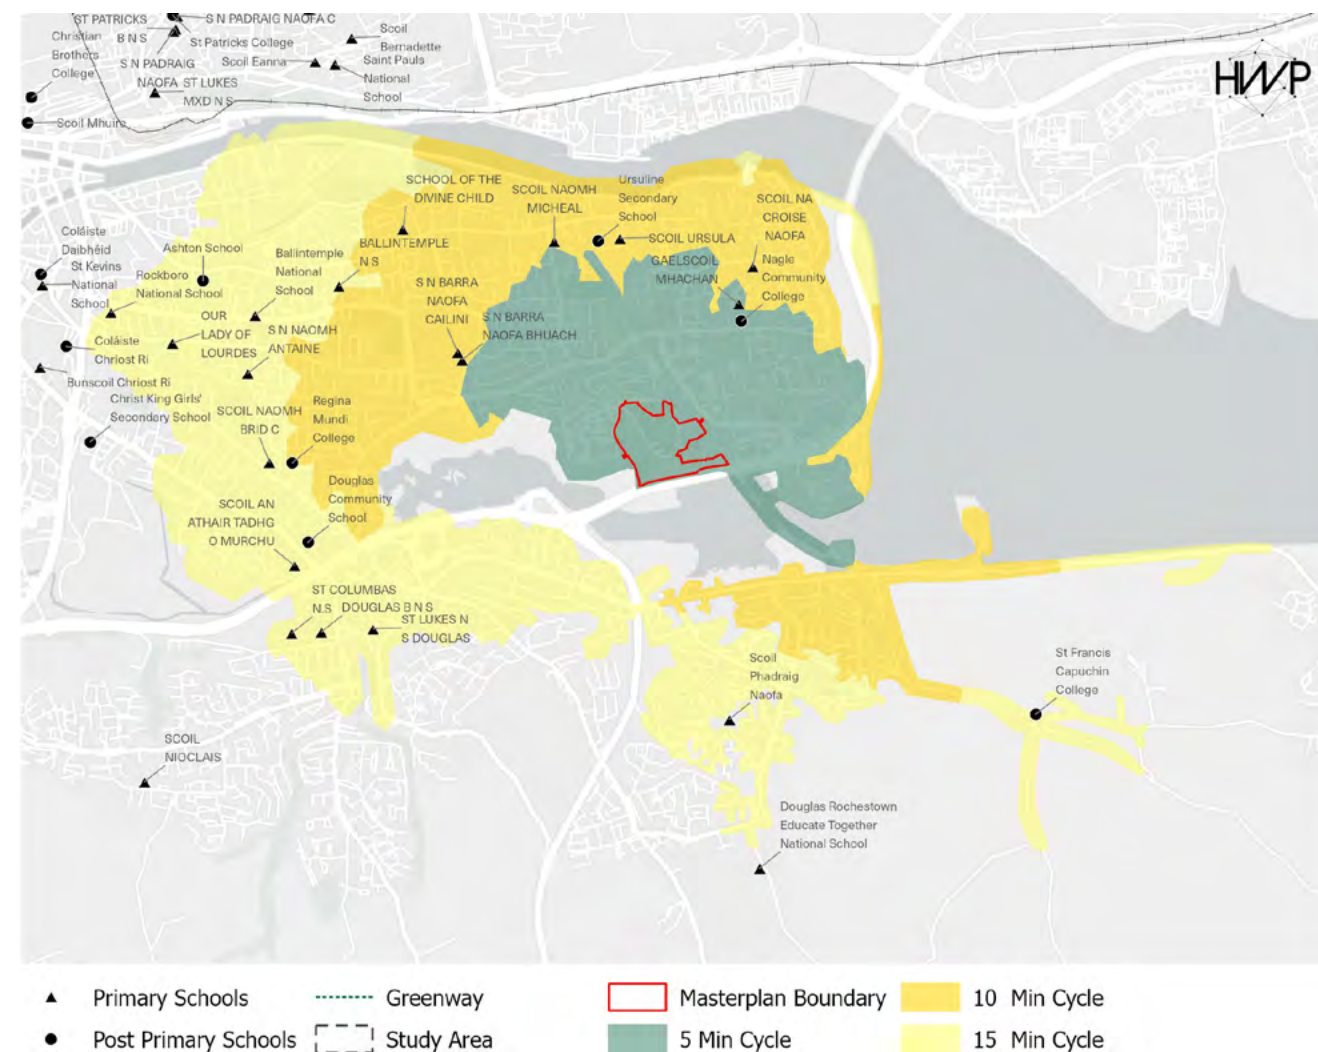 ST PATRICKS
B N S
S N PADRAIG NAOFA C
St Patricks College
Christian
Brothers
College
S N PADRAIG
NAOFA
ST LUKES
MXD N S
Scoil Eanna
Scoil
Bernadette
Saint Pauls
National
School
HWP
Scoil Mhuire
SCHOOL OF THE
DIVINE CHILD
SCOIL NAOMH
MICHEAL
Ursuline
Secondary
School
SCOIL NA
CROISE
NAOFA
Coláiste
Daibhéid
St Kevins
National
School
Ashton School
Rockboro
National School
Ballintemple
National
School
BALLINTEMPLE
N S
SCOIL URSULA
GAELSCOIL
MHACHAN
Nagle
Community
College
S N BARRA
NAOFA
CAILINI
S N BARRA
NAOFA BHUACH
OUR
LADY OF
LOURDES
S N NAOMH
ANTAINE
Coláiste
Chriost Ri
Bunscoil Chriost Ri
Christ King Girls'
Secondary School
SCOIL NAOMH
BRID C
Regina
Mundi
College
Douglas
Community
School
SCOIL AN
ATHAIR TADHG
O MURCHU
ST COLUMBAS
N.S
DOUGLAS B N S
ST LUKES N
S DOUGLAS
Scoil
Phadraig
Naofa
St Francis
Capuchin
College
SCOIL
NIOCLAIS
Douglas Rochestown
Educate Together
National School
Primary Schools
Greenway
Masterplan Boundary
10 Min Cycle
Post Primary Schools
Study Area
5 Min Cycle
15 Min Cycle